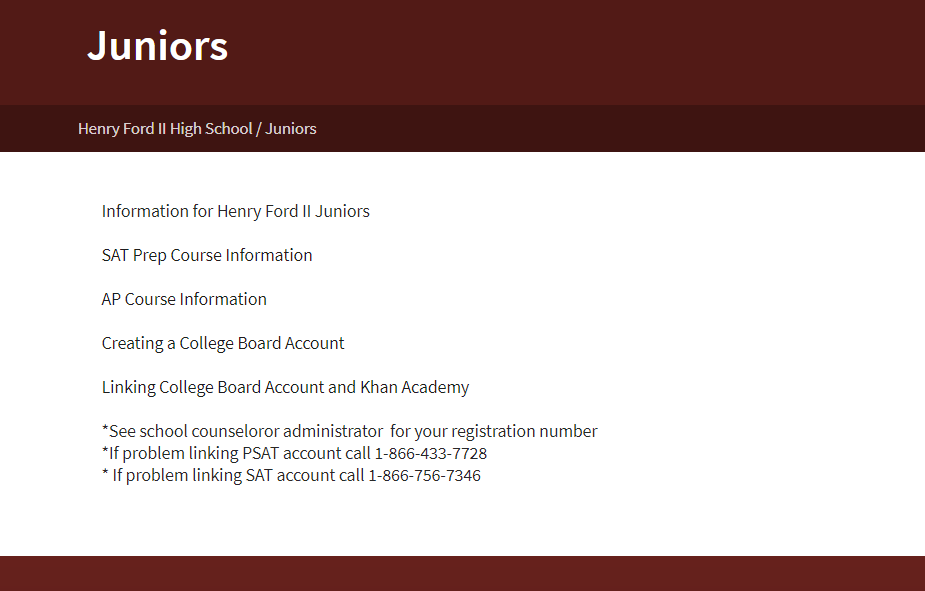 Juniors
Henry Ford II High School / Juniors
Information for Henry Ford II Juniors
SAT Prep Course Information
AP Course Information
Creating a College Board Account
Linking College Board Account and Khan Academy
*See school counseloror administrator  for your registration number
*If problem linking PSAT account call 1-866-433-7728
* If problem linking SAT account call 1-866-756-7346